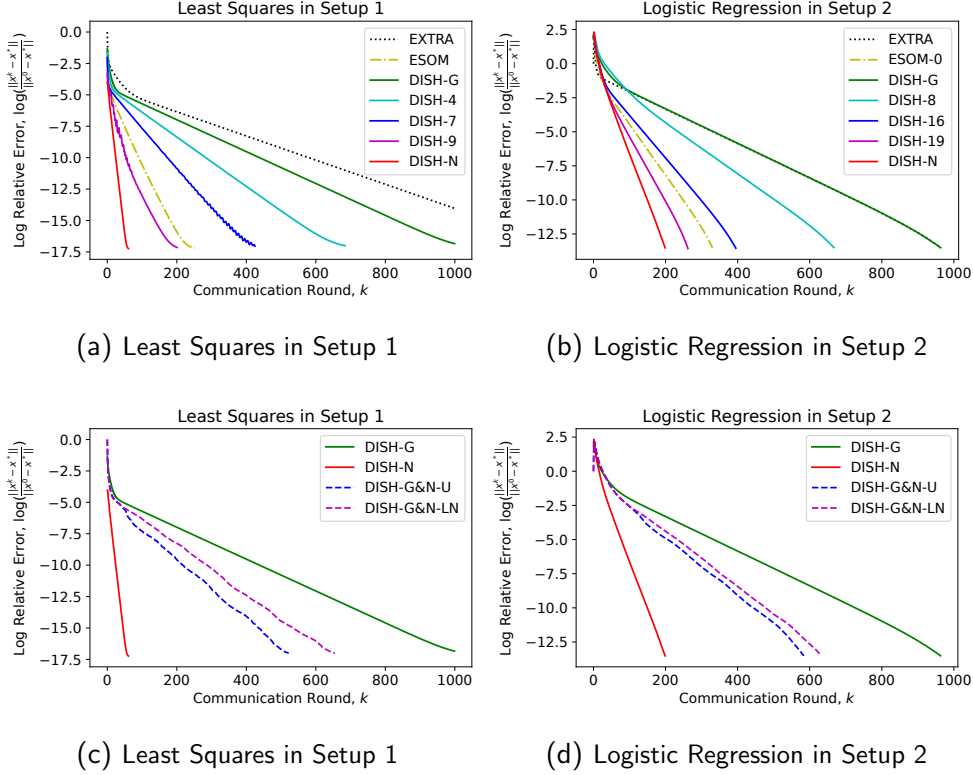 Least Squares in Setup 1
Log Relative Error, log(||x^k − x^*|| / ||x^0 − x^*||)
0.0
−2.5
−5.0
−7.5
−10.0
−12.5
−15.0
−17.5
EXTRA
ESOM
DISH-G
DISH-4
DISH-7
DISH-9
DISH-N
0 200 400 600 800 1000
Communication Round, k
(a) Least Squares in Setup 1
Logistic Regression in Setup 2
Log Relative Error, log(||x^k − x^*|| / ||x^0 − x^*||)
2.5
0.0
−2.5
−5.0
−7.5
−10.0
−12.5
EXTRA
ESOM-0
DISH-G
DISH-8
DISH-16
DISH-19
DISH-N
0 200 400 600 800 1000
Communication Round, k
(b) Logistic Regression in Setup 2
Least Squares in Setup 1
Log Relative Error, log(||x^k − x^*|| / ||x^0 − x^*||)
0.0
−2.5
−5.0
−7.5
−10.0
−12.5
−15.0
−17.5
DISH-G
DISH-N
DISH-G&N-U
DISH-G&N-LN
0 200 400 600 800 1000
Communication Round, k
(c) Least Squares in Setup 1
Logistic Regression in Setup 2
Log Relative Error, log(||x^k − x^*|| / ||x^0 − x^*||)
2.5
0.0
−2.5
−5.0
−7.5
−10.0
−12.5
DISH-G
DISH-N
DISH-G&N-U
DISH-G&N-LN
0 200 400 600 800 1000
Communication Round, k
(d) Logistic Regression in Setup 2